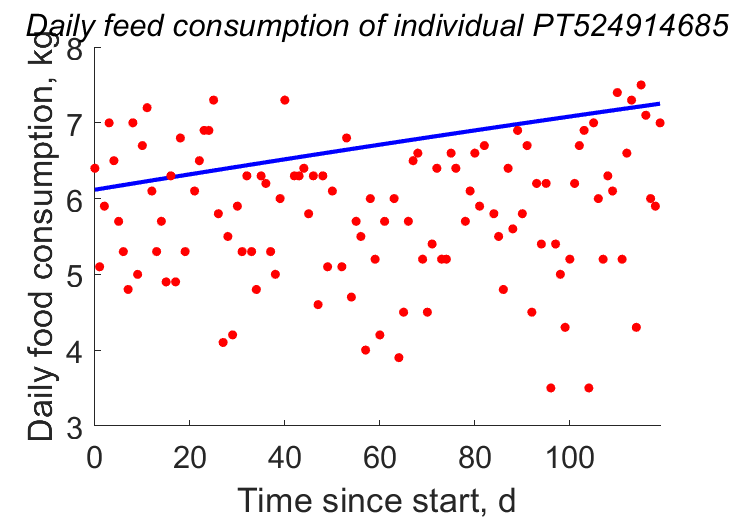 Daily feed consumption of individual PT524914685
Daily food consumption, kg
8
7
6
5
4
3
0 20 40 60 80 100
Time since start, d